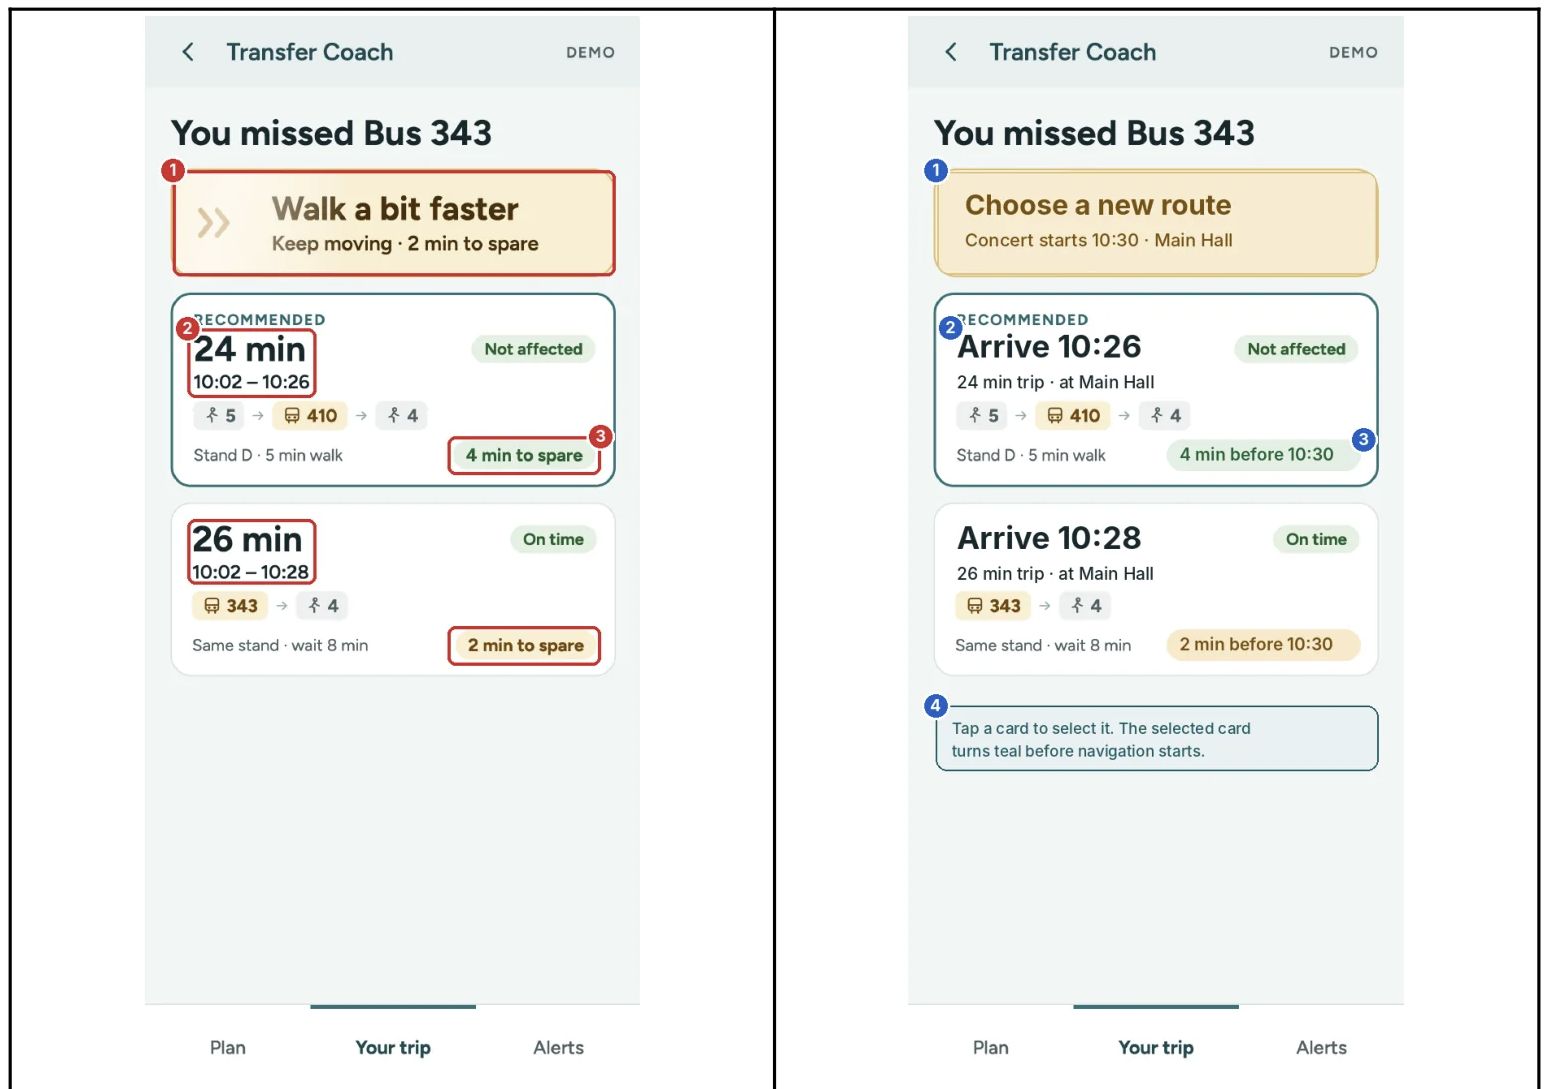 Transfer Coach
DEMO
You missed Bus 343
1
Walk a bit faster
Keep moving · 2 min to spare
RECOMMENDED
2
24 min
Not affected
10:02 – 10:26
5 → 410 → 4
3
Stand D · 5 min walk
4 min to spare
26 min
On time
10:02 – 10:28
343 → 4
Same stand · wait 8 min
2 min to spare
Plan
Your trip
Alerts
Transfer Coach
DEMO
You missed Bus 343
1
Choose a new route
Concert starts 10:30 · Main Hall
RECOMMENDED
2
Arrive 10:26
Not affected
24 min trip · at Main Hall
5 → 410 → 4
3
Stand D · 5 min walk
4 min before 10:30
Arrive 10:28
On time
26 min trip · at Main Hall
343 → 4
Same stand · wait 8 min
2 min before 10:30
4
Tap a card to select it. The selected card
turns teal before navigation starts.
Plan
Your trip
Alerts